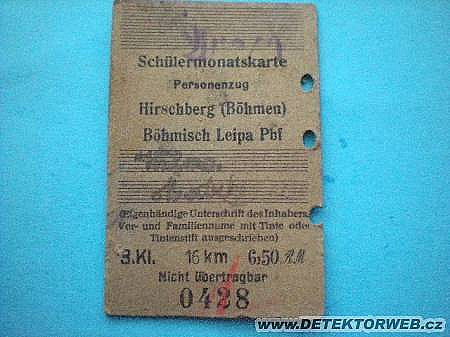 Schülermonatskarte
Personenzug
Hirschberg (Böhmen)
Böhmisch Leipa Pbf
(Eigenhändige Unterschrift des Inhabers
Vor- und Familienname mit Tinte oder
Tintenstift ausgeschrieben)
3.Kl. 16 km 6,50 RM
Nicht übertragbar
0428
WWW.DETEKTORWEB.CZ